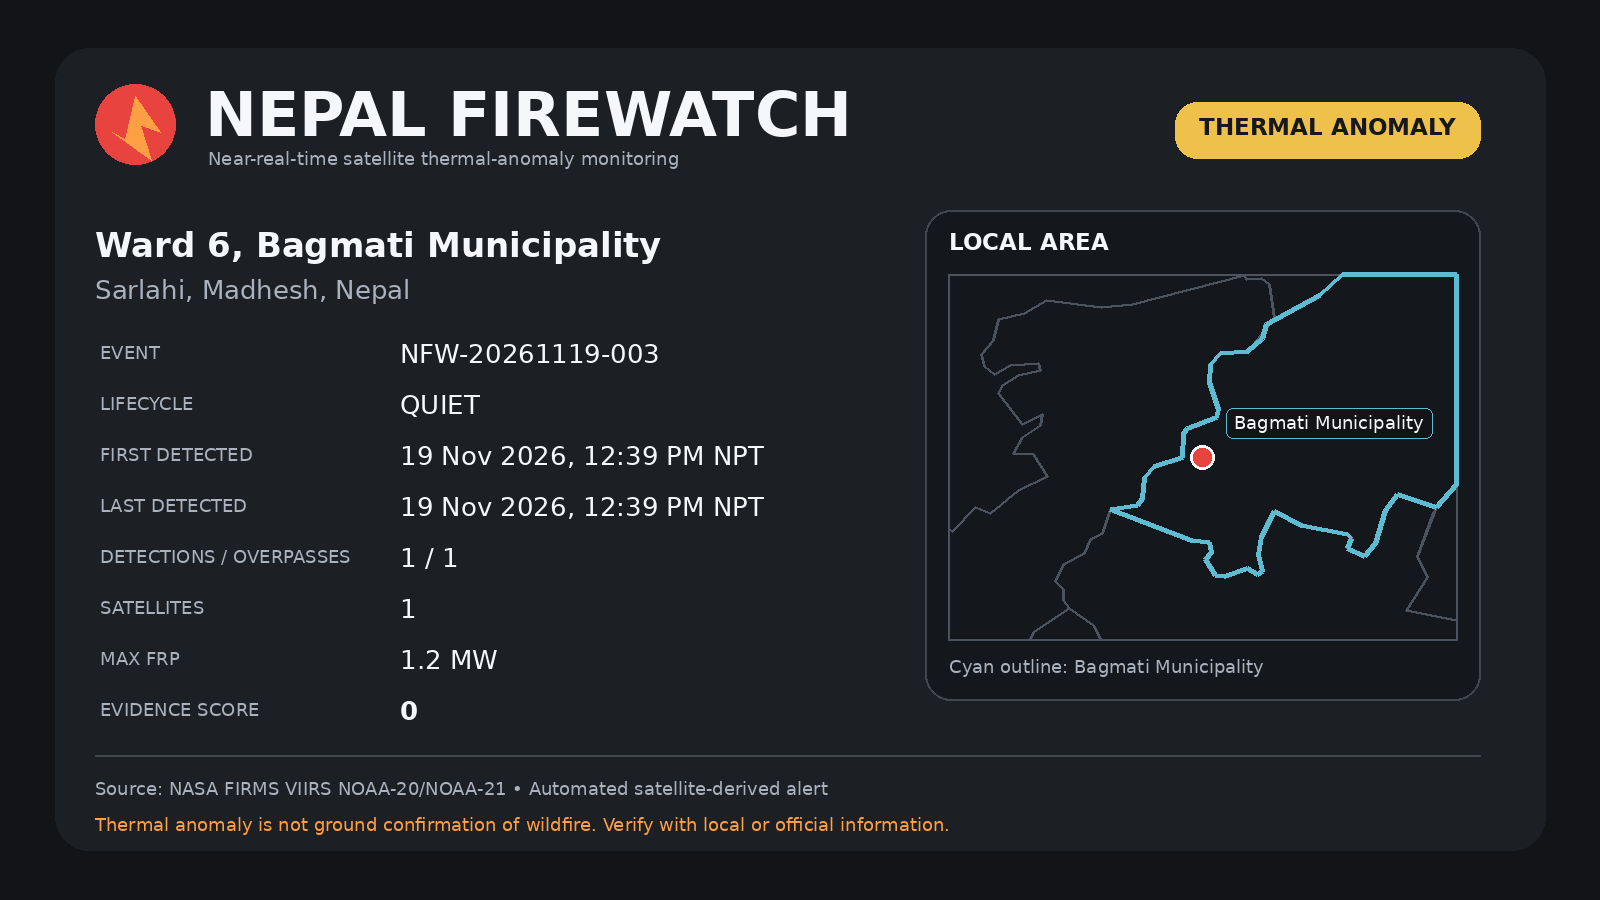 NEPAL FIREWATCH
Near-real-time satellite thermal-anomaly monitoring
THERMAL ANOMALY
Ward 6, Bagmati Municipality
Sarlahi, Madhesh, Nepal
EVENT NFW-20261119-003
LIFECYCLE QUIET
FIRST DETECTED 19 Nov 2026, 12:39 PM NPT
LAST DETECTED 19 Nov 2026, 12:39 PM NPT
DETECTIONS / OVERPASSES 1 / 1
SATELLITES 1
MAX FRP 1.2 MW
EVIDENCE SCORE 0
LOCAL AREA
Bagmati Municipality
Cyan outline: Bagmati Municipality
Source: NASA FIRMS VIIRS NOAA-20/NOAA-21 • Automated satellite-derived alert
Thermal anomaly is not ground confirmation of wildfire. Verify with local or official information.